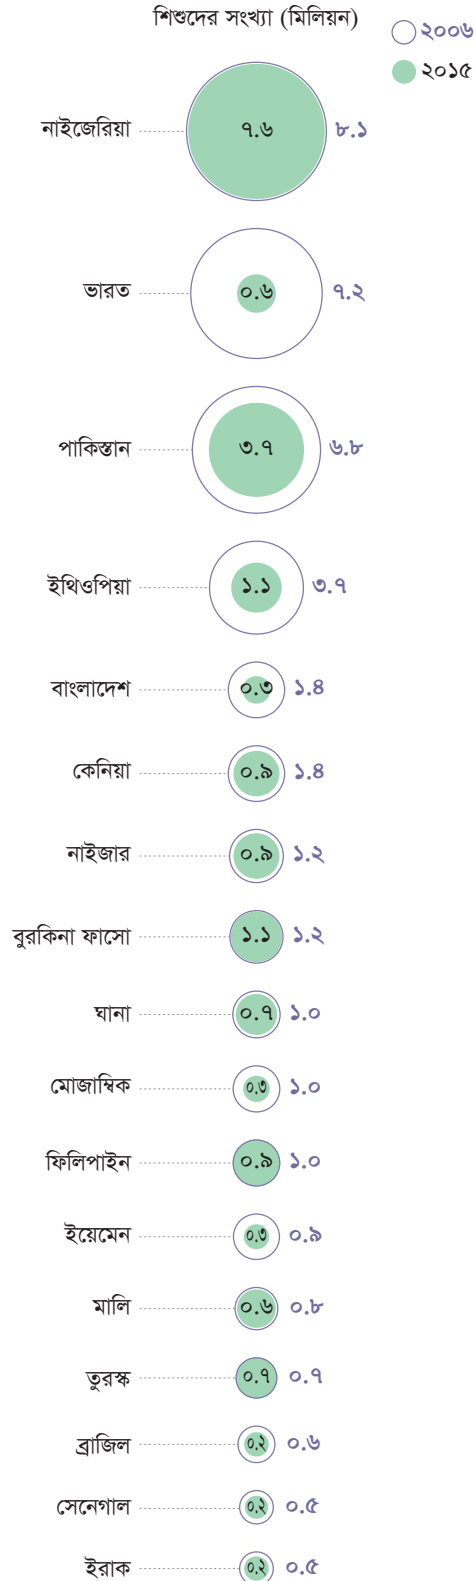 শিশুদের সংখ্যা (মিলিয়ন)
২০০৬
২০১৫
নাইজেরিয়া ৭.৬ ৮.১
ভারত ০.৬ ৭.২
পাকিস্তান ৩.৭ ৬.৮
ইথিওপিয়া ১.১ ৩.৭
বাংলাদেশ ০.৩ ১.৪
কেনিয়া ০.৯ ১.৪
নাইজার ০.৯ ১.২
বুরকিনা ফাসো ১.১ ১.২
ঘানা ০.৭ ১.০
মোজাম্বিক ০.৩ ১.০
ফিলিপাইন ০.৯ ১.০
ইয়েমেন ০.৩ ০.৯
মালি ০.৬ ০.৮
তুরস্ক ০.৭ ০.৭
ব্রাজিল ০.২ ০.৬
সেনেগাল ০.২ ০.৫
ইরাক ০.২ ০.৫